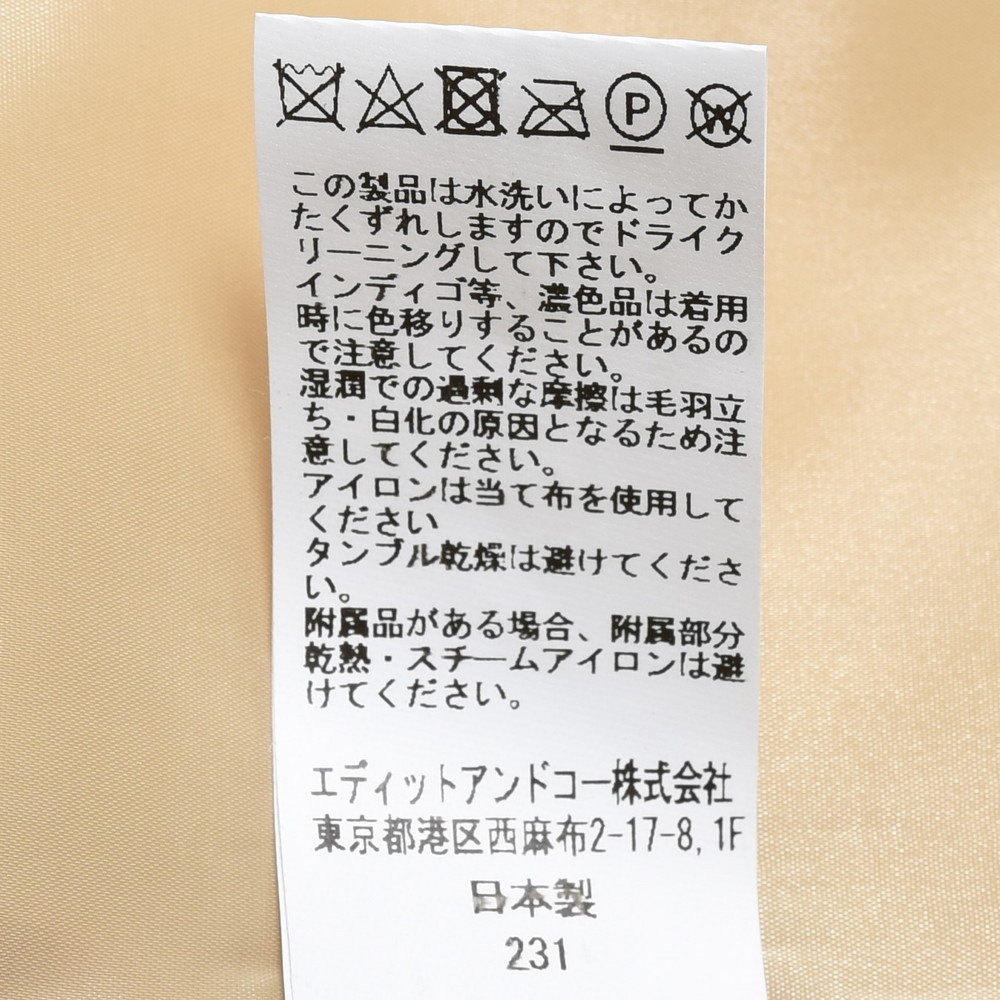 P W
この製品は水洗いによってか
たくずれしますのでドライク
リーニングして下さい。
インディゴ等、濃色品は着用
時に色移りすることがあるの
で注意してください。
湿潤での過剰な摩擦は毛羽立
ち・白化の原因となるため注
意してください。
アイロンは当て布を使用して
ください
タンブル乾燥は避けてくださ
い。
附属品がある場合、附属部分
乾熱・スチームアイロンは避
けてください。
エディットアンドコー株式会社
東京都港区西麻布2-17-8,1F
日本製
231